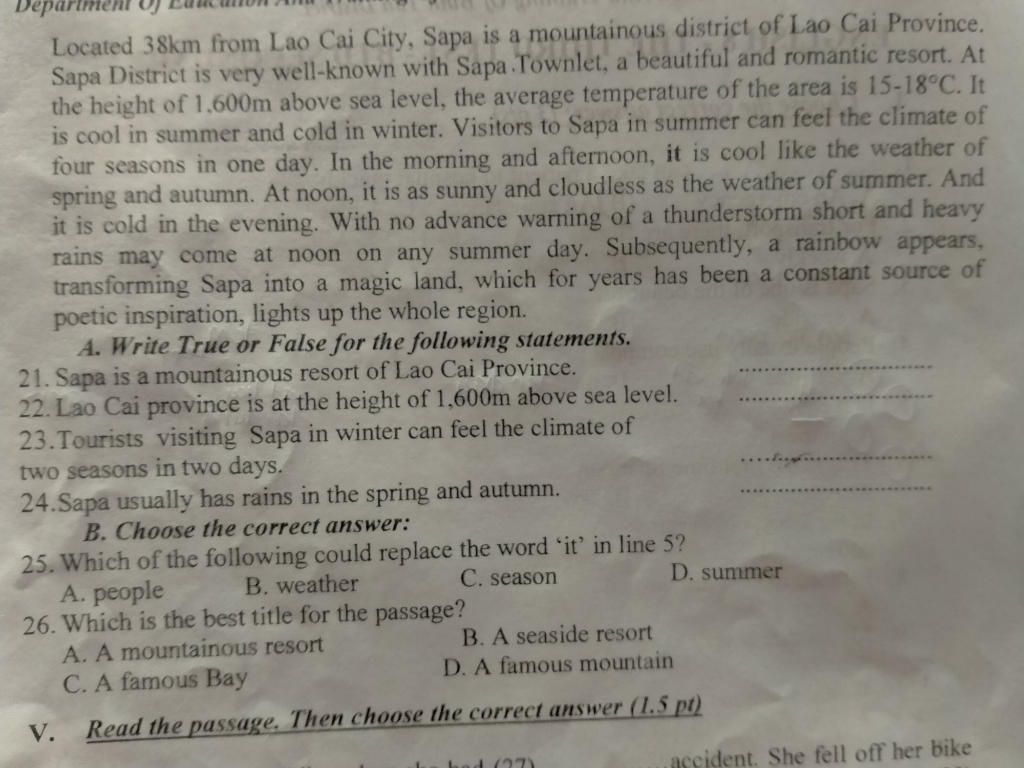 Department Of Education And
Located 38km from Lao Cai City, Sapa is a mountainous district of Lao Cai Province.
Sapa District is very well-known with Sapa Townlet, a beautiful and romantic resort. At
the height of 1.600m above sea level, the average temperature of the area is 15-18°C. It
is cool in summer and cold in winter. Visitors to Sapa in summer can feel the climate of
four seasons in one day. In the morning and afternoon, it is cool like the weather of
spring and autumn. At noon, it is as sunny and cloudless as the weather of summer. And
it is cold in the evening. With no advance warning of a thunderstorm short and heavy
rains may come at noon on any summer day. Subsequently, a rainbow appears,
transforming Sapa into a magic land, which for years has been a constant source of
poetic inspiration, lights up the whole region.
A. Write True or False for the following statements.
21. Sapa is a mountainous resort of Lao Cai Province. ..............................
22. Lao Cai province is at the height of 1,600m above sea level. ..............................
23. Tourists visiting Sapa in winter can feel the climate of
two seasons in two days. ..............................
24. Sapa usually has rains in the spring and autumn. ..............................
B. Choose the correct answer:
25. Which of the following could replace the word 'it' in line 5?
A. people B. weather C. season D. summer
26. Which is the best title for the passage?
A. A mountainous resort B. A seaside resort
C. A famous Bay D. A famous mountain
V. Read the passage. Then choose the correct answer (1.5 pt)
had (27) accident. She fell off her bike